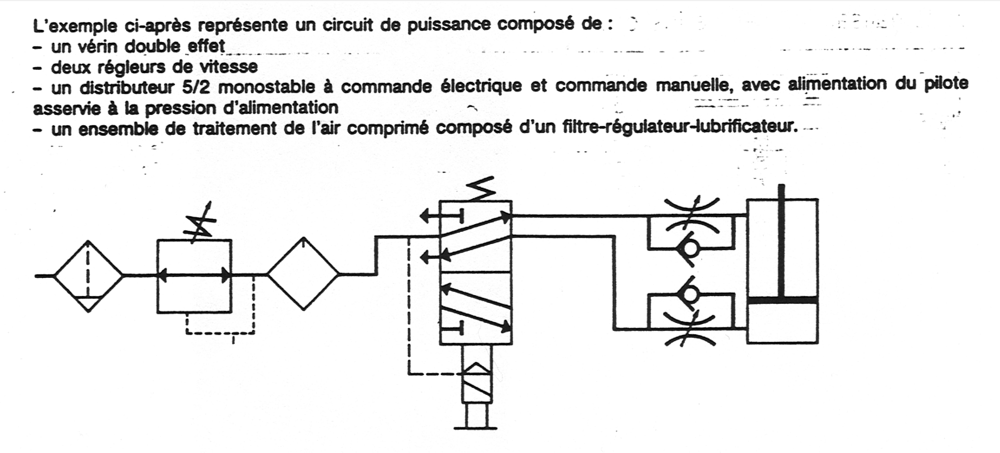 L'exemple ci-après représente un circuit de puissance composé de :
– un vérin double effet
– deux régleurs de vitesse
– un distributeur 5/2 monostable à commande électrique et commande manuelle, avec alimentation du pilote
asservie à la pression d'alimentation
– un ensemble de traitement de l'air comprimé composé d'un filtre-régulateur-lubrificateur.